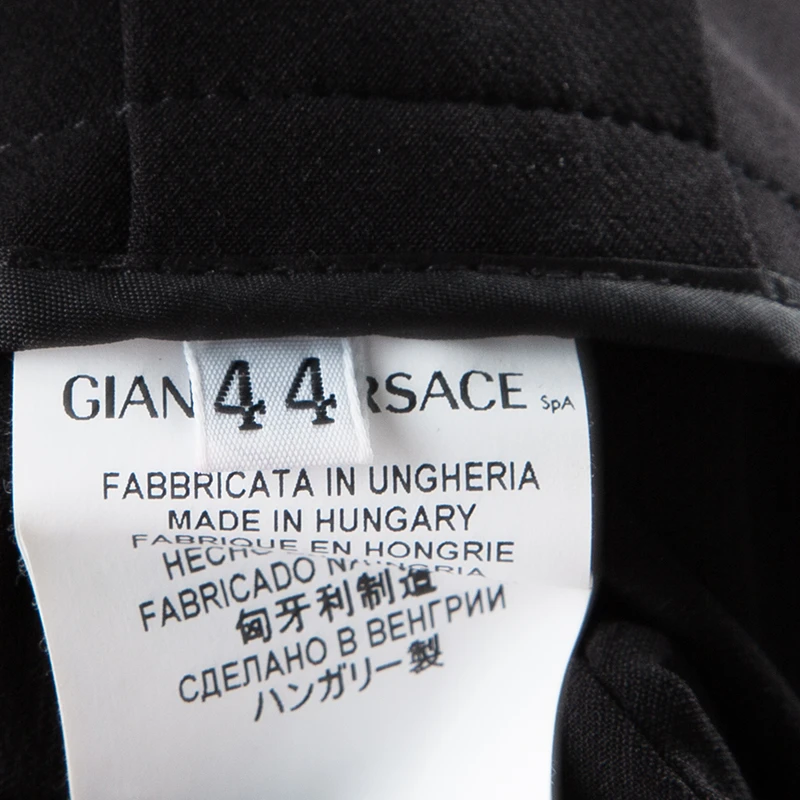 GIAN 44 RSACE SpA
FABBRICATA IN UNGHERIA
MADE IN HUNGARY
FABRIQUE EN HONGRIE
HECHO
FABRICADO
匈牙利制造
СДЕЛАНО В ВЕНГРИИ
ハンガリー製